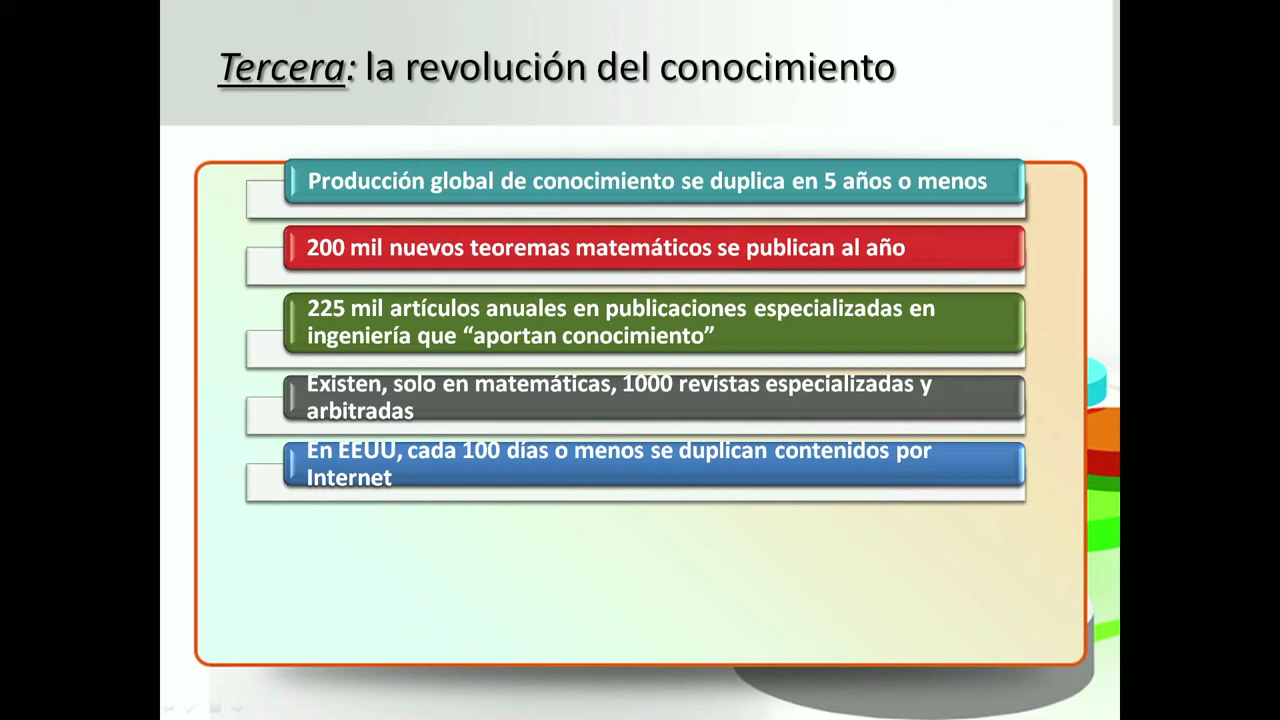 Tercera: la revolución del conocimiento
Producción global de conocimiento se duplica en 5 años o menos
200 mil nuevos teoremas matemáticos se publican al año
225 mil artículos anuales en publicaciones especializadas en
ingeniería que “aportan conocimiento”
Existen, solo en matemáticas, 1000 revistas especializadas y
arbitradas
En EEUU, cada 100 días o menos se duplican contenidos por
Internet